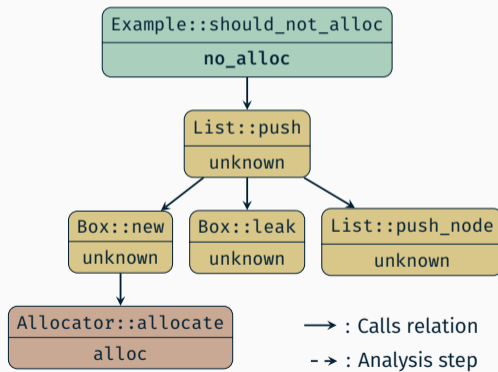 Example::should_not_alloc
no_alloc
List::push
unknown
Box::new
unknown
Box::leak
unknown
List::push_node
unknown
Allocator::allocate
alloc
: Calls relation
: Analysis step